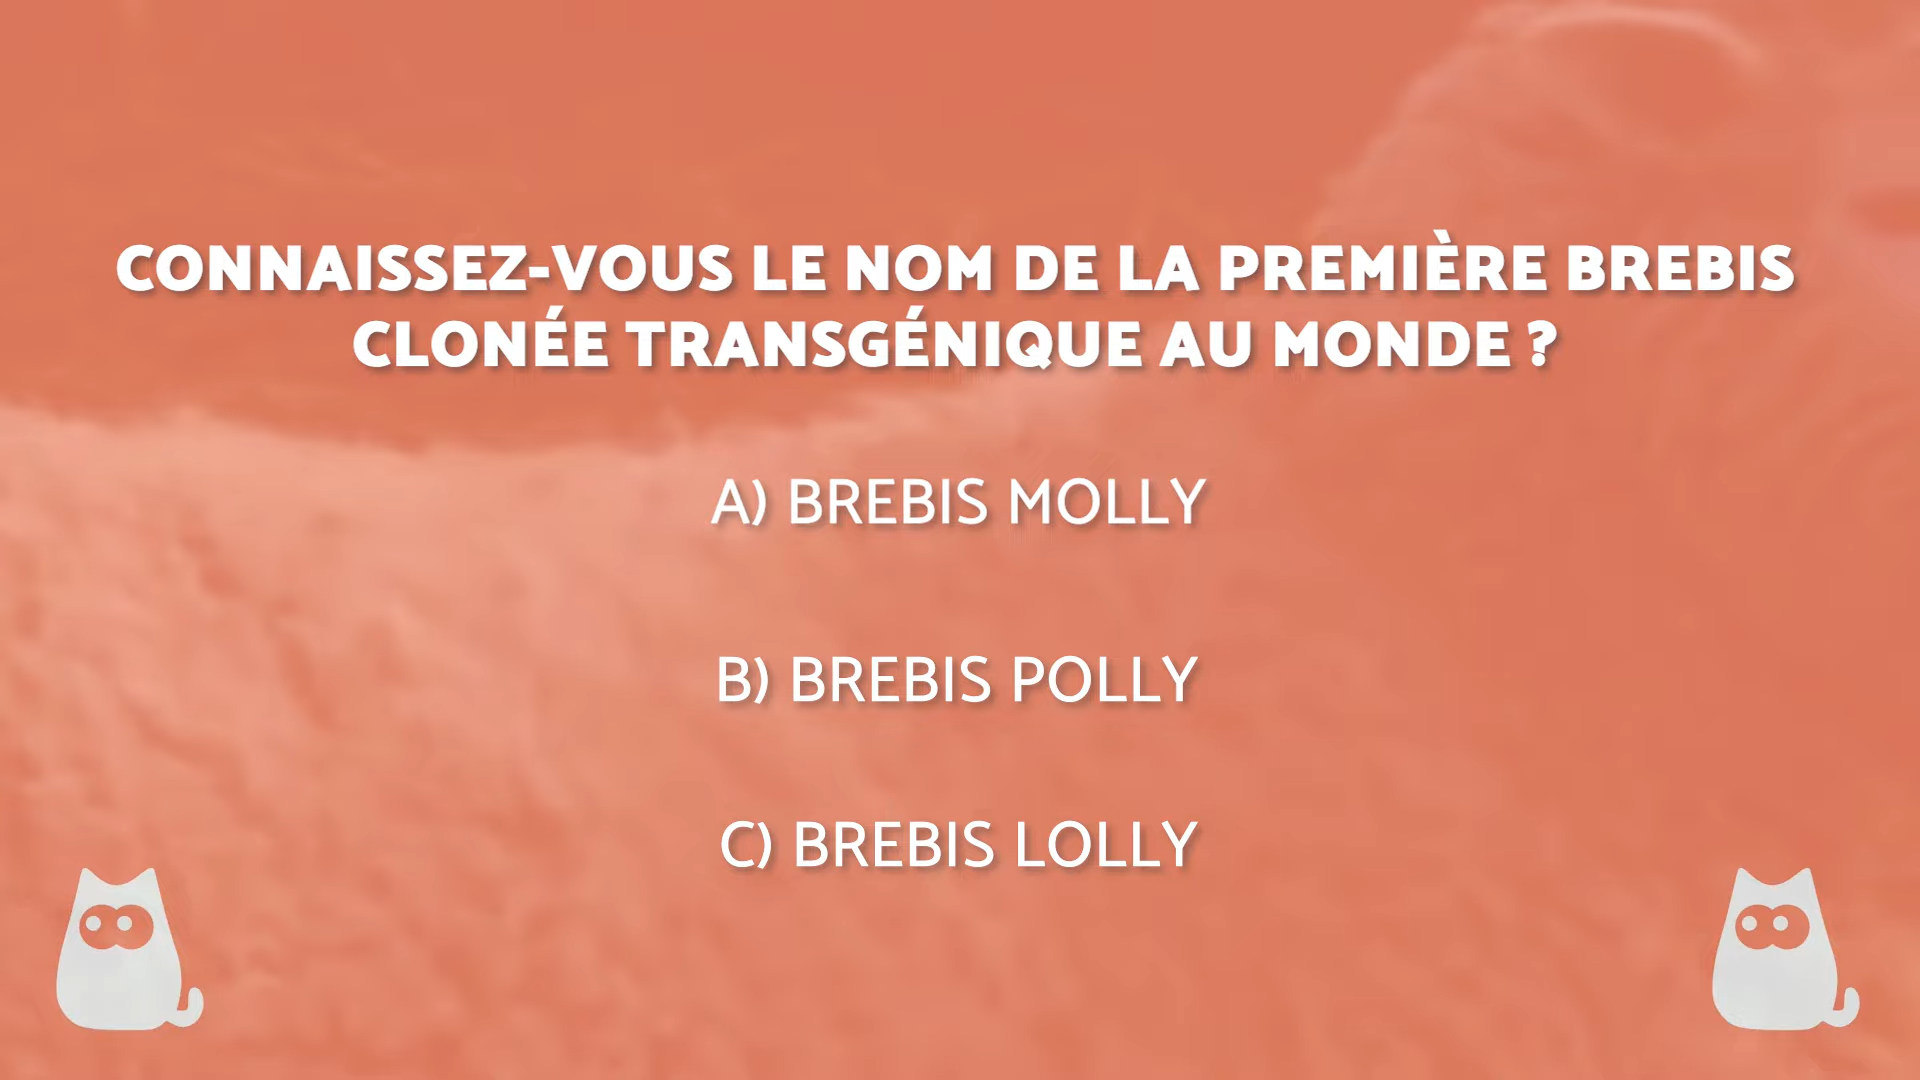 CONNAISSEZ-VOUS LE NOM DE LA PREMIÈRE BREBIS
CLONÉE TRANSGÉNIQUE AU MONDE ?
A) BREBIS MOLLY
B) BREBIS POLLY
C) BREBIS LOLLY